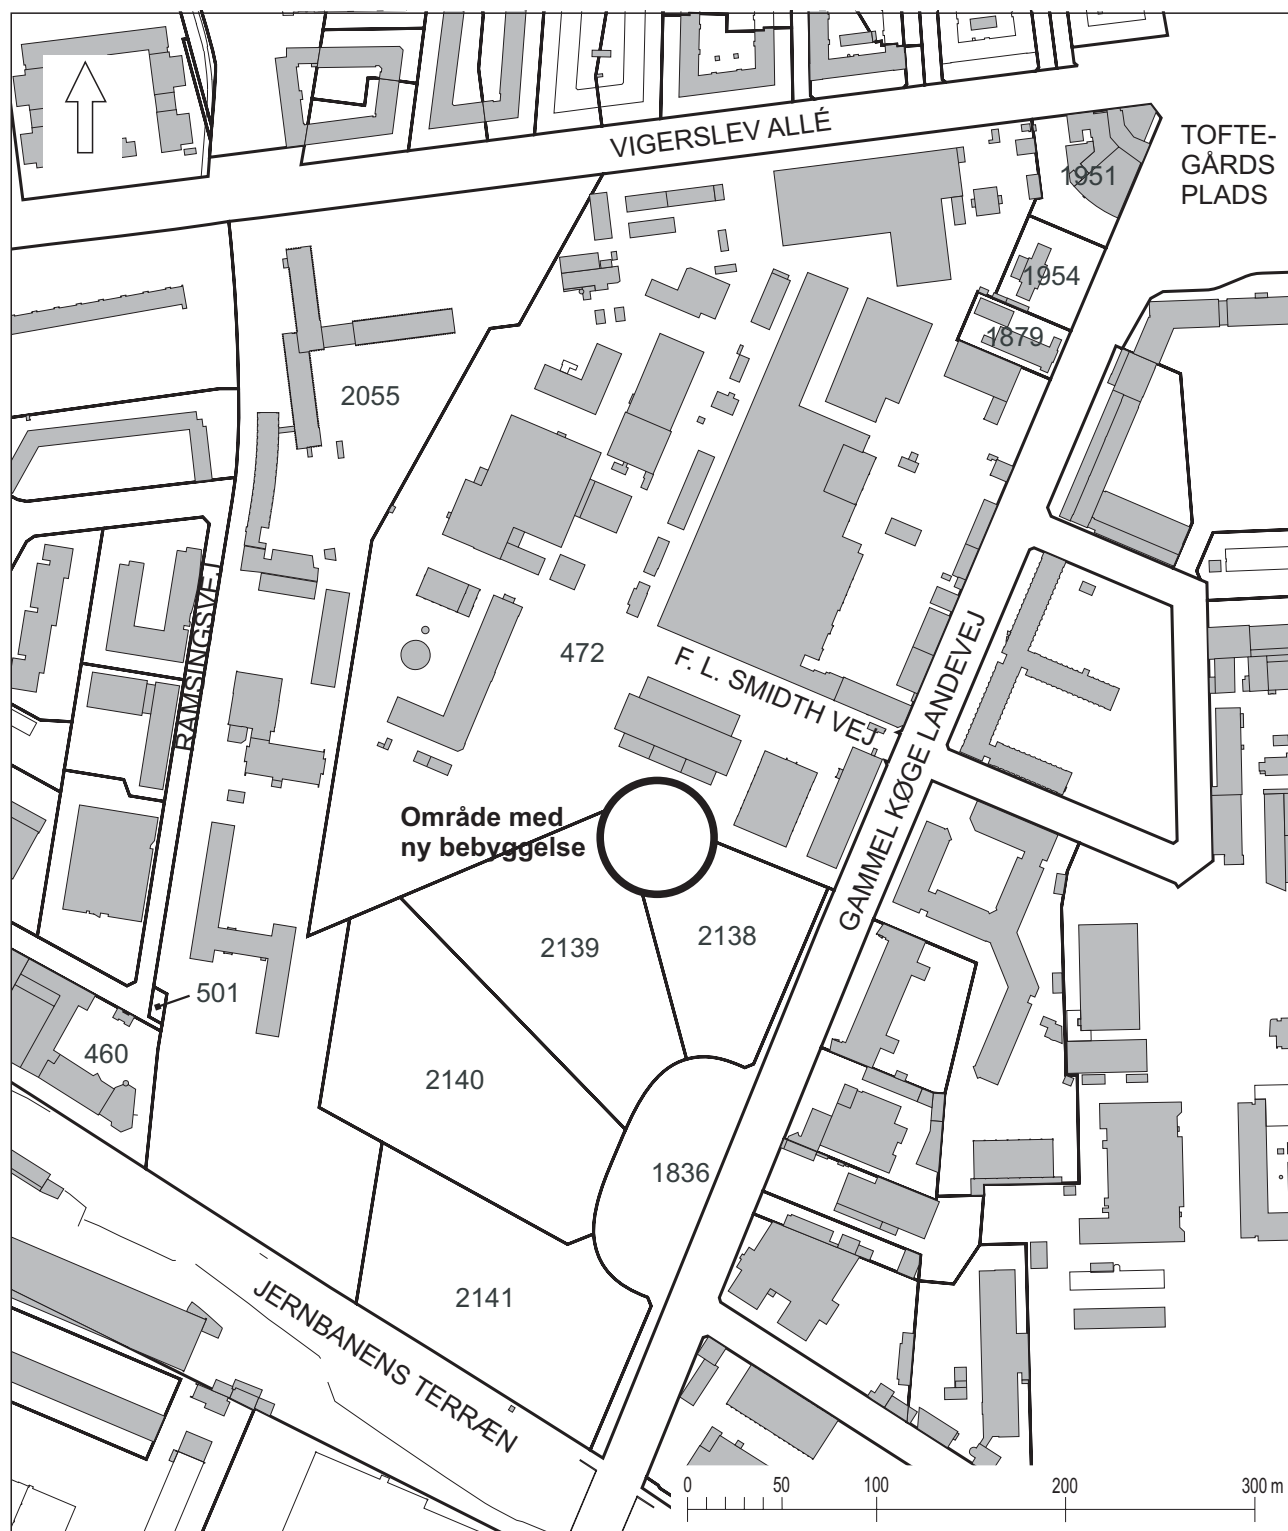 VIGERSLEV ALLÉ
TOFTE-
GÅRDS
PLADS
1951
1954
1879
2055
RAMSINGSVEJ
472
F. L. SMIDTH VEJ
GAMMEL KØGE LANDEVEJ
Område med
ny bebyggelse
2139
2138
501
460
2140
1836
2141
JERNBANENS TERRÆN
0 50 100 200 300 m